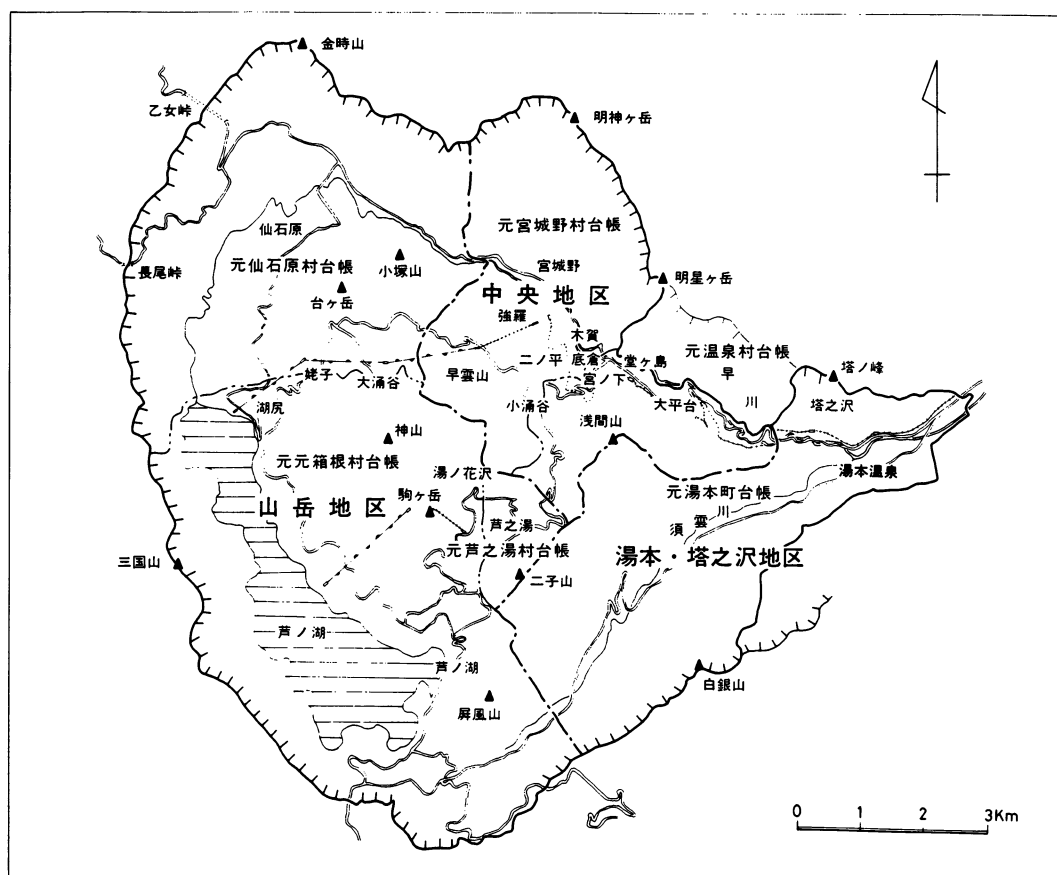 金時山
乙女峠
明神ヶ岳
仙石原
元宮城野村台帳
長尾峠
元仙石原村台帳
小塚山
宮城野
明星ヶ岳
台ヶ岳
中央地区
強羅
木賀
元温泉村台帳
姥子
大涌谷
早雲山
二ノ平
底倉
堂ヶ島
宮ノ下
早
川
塔ノ峰
湖尻
小涌谷
大平台
塔之沢
神山
浅間山
元元箱根村台帳
湯ノ花沢
湯本温泉
元湯本町台帳
山岳地区
駒ヶ岳
芦之湯
須
雲
川
元芦之湯村台帳
湯本・塔之沢地区
三国山
二子山
芦ノ湖
芦ノ湖
白銀山
屏風山
0 1 2 3Km